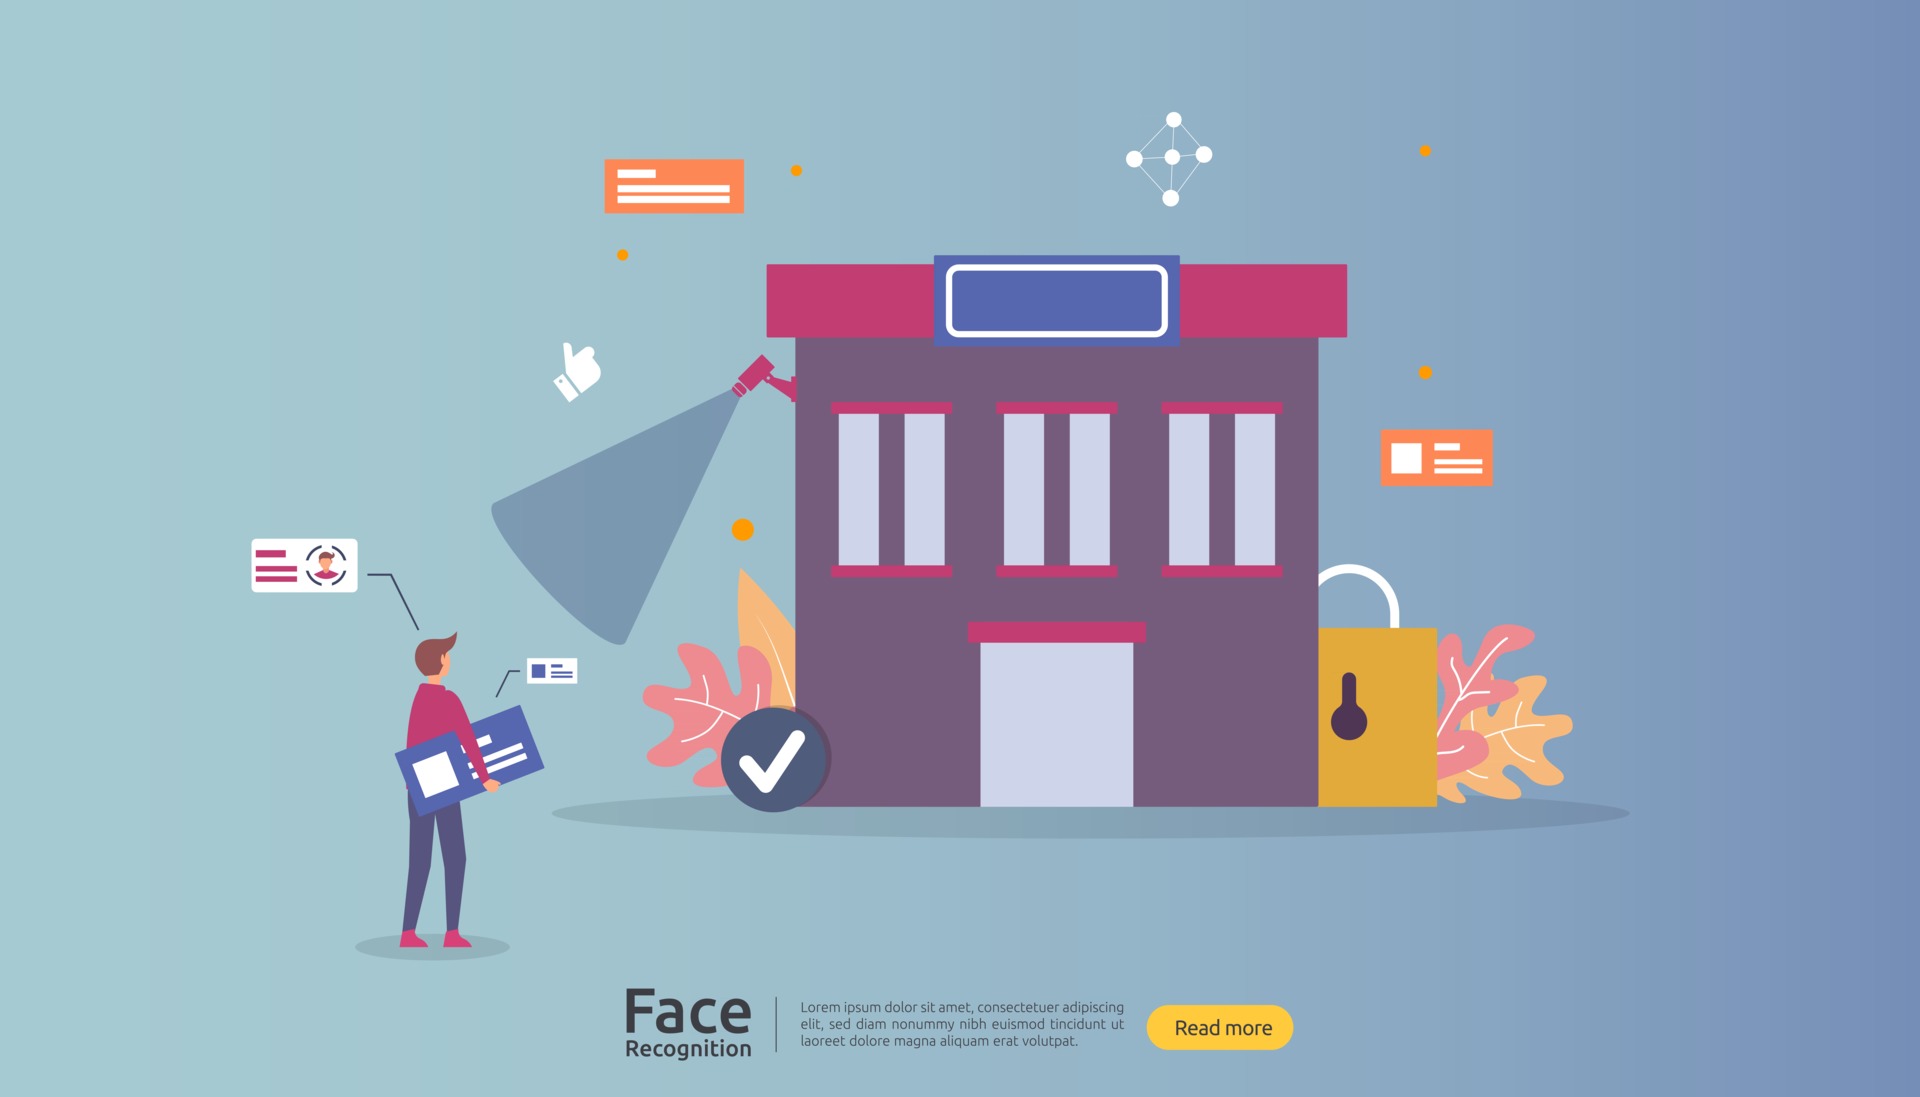 Face
Recognition
Lorem ipsum dolor sit amet, consectetuer adipiscing
elit, sed diam nonummy nibh euismod tincidunt ut
laoreet dolore magna aliquam erat volutpat.
Read more